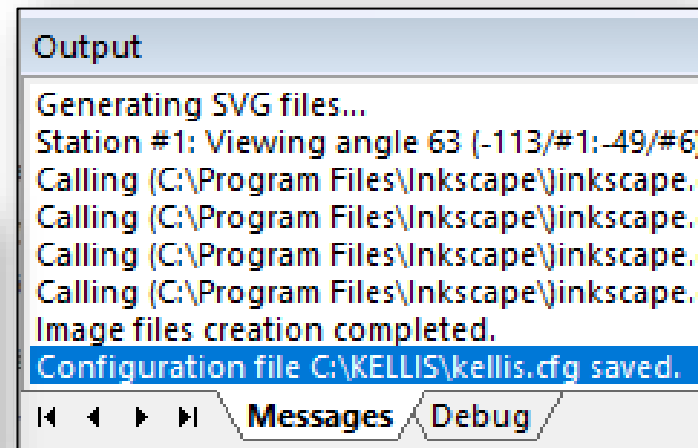 Output
Generating SVG files...
Station #1: Viewing angle 63 (-113/#1:-49/#6)
Calling (C:\Program Files\Inkscape\)inkscape.
Calling (C:\Program Files\Inkscape\)inkscape.
Calling (C:\Program Files\Inkscape\)inkscape.
Calling (C:\Program Files\Inkscape\)inkscape.
Image files creation completed.
Configuration file C:\KELLIS\kellis.cfg saved.
Messages Debug